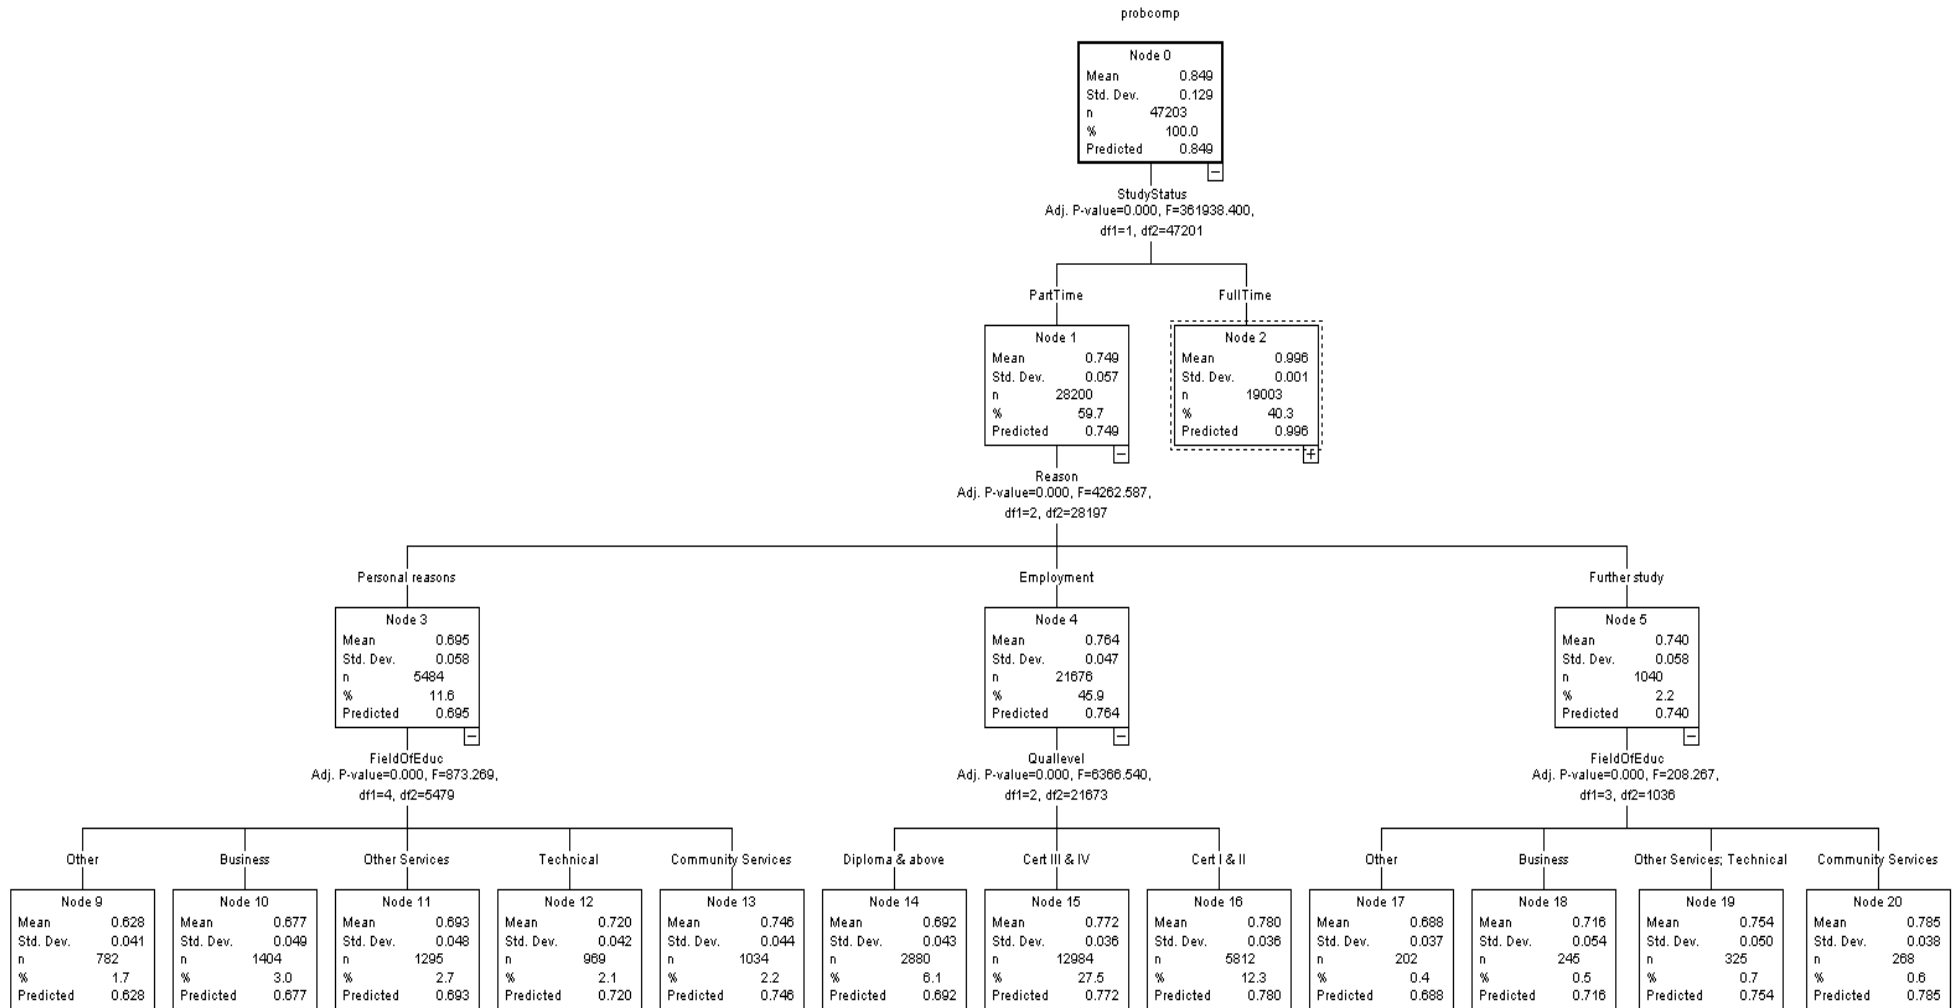 probcomp
Node 0
Mean 0.849
Std. Dev. 0.129
n 47203
% 100.0
Predicted 0.849
StudyStatus
Adj. P-value=0.000, F=361938.400,
df1=1, df2=47201
PartTime
FullTime
Node 1
Mean 0.749
Std. Dev. 0.057
n 28200
% 59.7
Predicted 0.749
Node 2
Mean 0.996
Std. Dev. 0.001
n 19003
% 40.3
Predicted 0.996
Reason
Adj. P-value=0.000, F=4262.587,
df1=2, df2=28197
Personal reasons
Employment
Further study
Node 3
Mean 0.695
Std. Dev. 0.058
n 5484
% 11.6
Predicted 0.695
Node 4
Mean 0.764
Std. Dev. 0.047
n 21676
% 45.9
Predicted 0.764
Node 5
Mean 0.740
Std. Dev. 0.058
n 1040
% 2.2
Predicted 0.740
FieldOfEduc
Adj. P-value=0.000, F=873.269,
df1=4, df2=5479
Quallevel
Adj. P-value=0.000, F=6366.540,
df1=2, df2=21673
FieldOfEduc
Adj. P-value=0.000, F=208.267,
df1=3, df2=1036
Other
Business
Other Services
Technical
Community Services
Diploma & above
Cert III & IV
Cert I & II
Other
Business
Other Services; Technical
Community Services
Node 9
Mean 0.628
Std. Dev. 0.041
n 782
% 1.7
Predicted 0.628
Node 10
Mean 0.677
Std. Dev. 0.049
n 1404
% 3.0
Predicted 0.677
Node 11
Mean 0.693
Std. Dev. 0.048
n 1295
% 2.7
Predicted 0.693
Node 12
Mean 0.720
Std. Dev. 0.042
n 969
% 2.1
Predicted 0.720
Node 13
Mean 0.746
Std. Dev. 0.044
n 1034
% 2.2
Predicted 0.746
Node 14
Mean 0.692
Std. Dev. 0.043
n 2880
% 6.1
Predicted 0.692
Node 15
Mean 0.772
Std. Dev. 0.036
n 12984
% 27.5
Predicted 0.772
Node 16
Mean 0.780
Std. Dev. 0.036
n 5812
% 12.3
Predicted 0.780
Node 17
Mean 0.688
Std. Dev. 0.037
n 202
% 0.4
Predicted 0.688
Node 18
Mean 0.716
Std. Dev. 0.054
n 245
% 0.5
Predicted 0.716
Node 19
Mean 0.754
Std. Dev. 0.050
n 325
% 0.7
Predicted 0.754
Node 20
Mean 0.785
Std. Dev. 0.038
n 268
% 0.6
Predicted 0.785